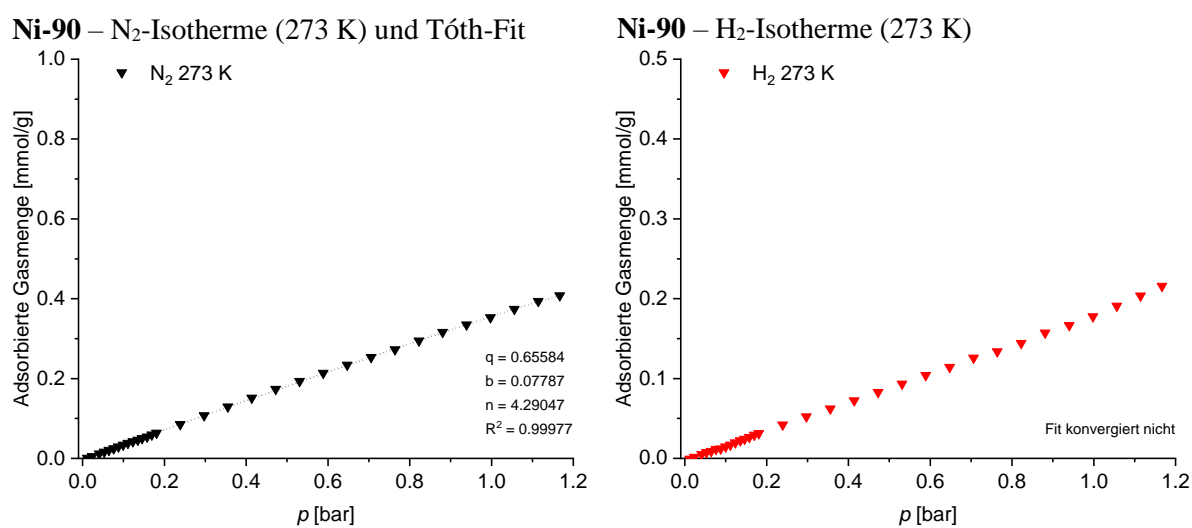 Ni-90 – N2-Isotherme (273 K) und Tóth-Fit
N2 273 K
Adsorbierte Gasmenge [mmol/g]
1.0
0.8
0.6
0.4
0.2
0.0
q = 0.65584
b = 0.07787
n = 4.29047
R2 = 0.99977
0.0 0.2 0.4 0.6 0.8 1.0 1.2
p [bar]
Ni-90 – H2-Isotherme (273 K)
H2 273 K
Adsorbierte Gasmenge [mmol/g]
0.5
0.4
0.3
0.2
0.1
0.0
Fit konvergiert nicht
0.0 0.2 0.4 0.6 0.8 1.0 1.2
p [bar]